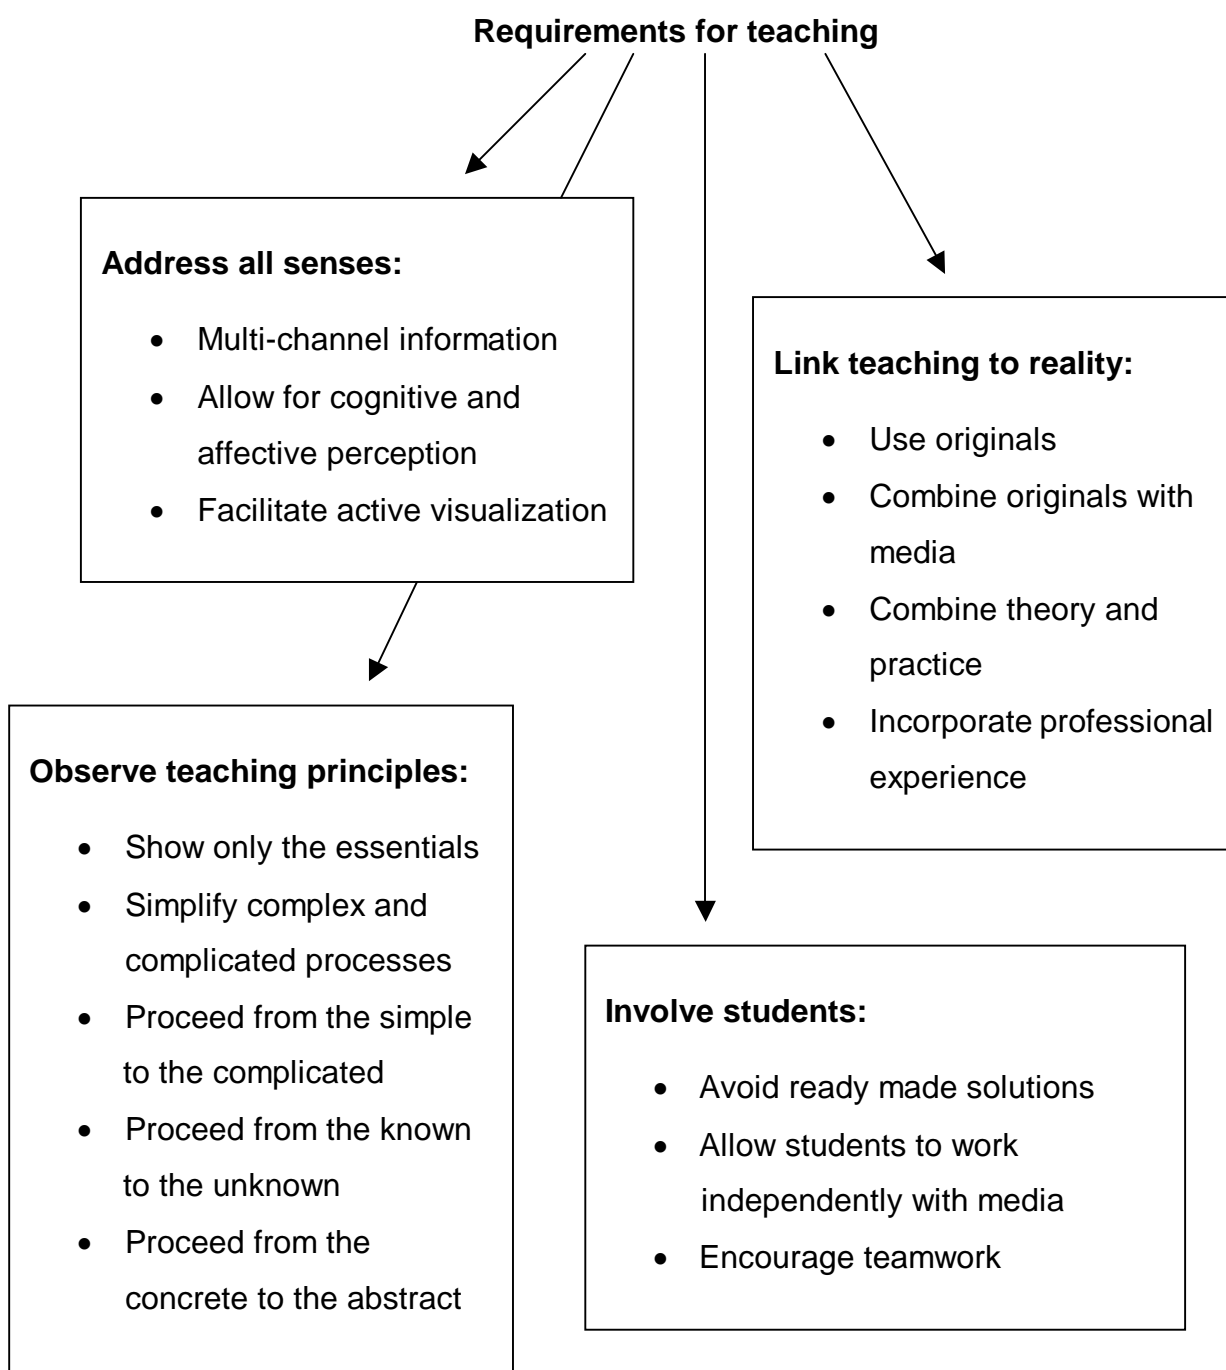 Requirements for teaching
Address all senses:
• Multi-channel information
• Allow for cognitive and
affective perception
• Facilitate active visualization
Link teaching to reality:
• Use originals
• Combine originals with
media
• Combine theory and
practice
• Incorporate professional
experience
Observe teaching principles:
• Show only the essentials
• Simplify complex and
complicated processes
• Proceed from the simple
to the complicated
• Proceed from the known
to the unknown
• Proceed from the
concrete to the abstract
Involve students:
• Avoid ready made solutions
• Allow students to work
independently with media
• Encourage teamwork